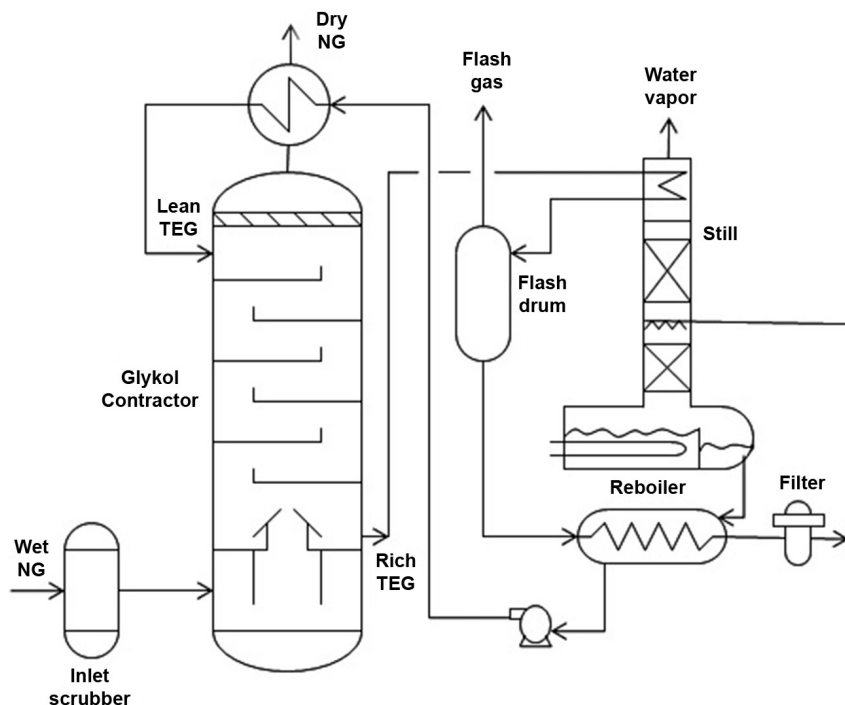 Dry
NG
Flash
gas
Water
vapor
Lean
TEG
Still
Flash
drum
Glykol
Contractor
Reboiler
Filter
Wet
NG
Rich
TEG
Inlet
scrubber